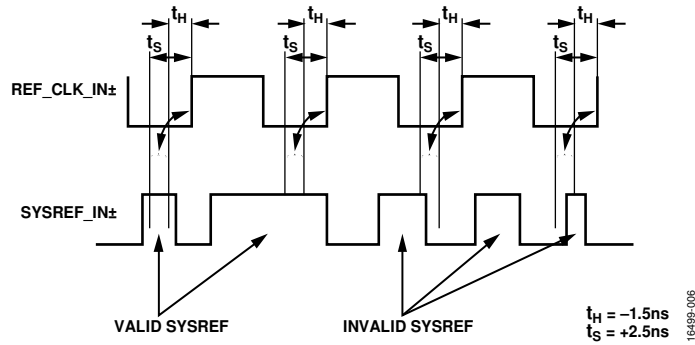 tH tH tH tH
tS tS tS tS
REF_CLK_IN±
SYSREF_IN±
VALID SYSREF INVALID SYSREF
tH = –1.5ns
tS = +2.5ns
16499-006